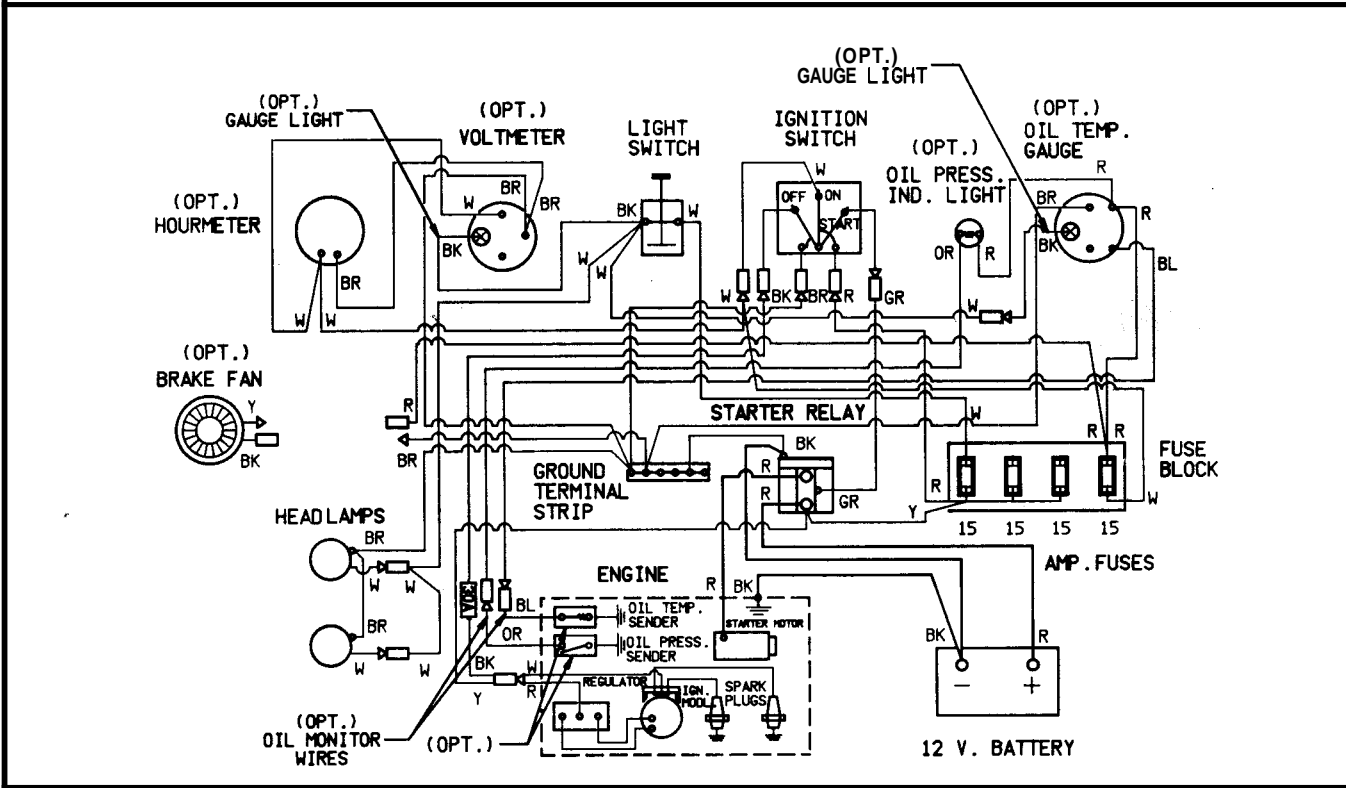 (OPT.)
GAUGE LIGHT
(OPT.)
GAUGE LIGHT
(OPT.)
VOLTMETER
LIGHT
SWITCH
IGNITION
SWITCH
(OPT.)
OIL TEMP.
GAUGE
(OPT.)
OIL PRESS.
IND. LIGHT
R
W
OFF
ON
START
BR
BR
W
BK
W
BR
R
(OPT.)
HOURMETER
BK
OR
R
BK
BL
BR
W
W
W
BK
BR
R
GR
W
W
W
(OPT.)
BRAKE FAN
Y
BK
R
BR
STARTER RELAY
W
R
R
BK
FUSE
BLOCK
GROUND
TERMINAL
STRIP
R
R
GR
R
Y
W
15
15
15
15
AMP.FUSES
HEADLAMPS
BR
W
W
BR
W
W
30A
BL
OR
BK
Y
W
R
ENGINE
R
BK
OIL TEMP.
SENDER
OIL PRESS.
SENDER
STARTER MOTOR
REGULATOR
IGN.
MODL.
SPARK
PLUGS
BK
R
-
+
12 V. BATTERY
(OPT.)
OIL MONITOR
WIRES
(OPT.)